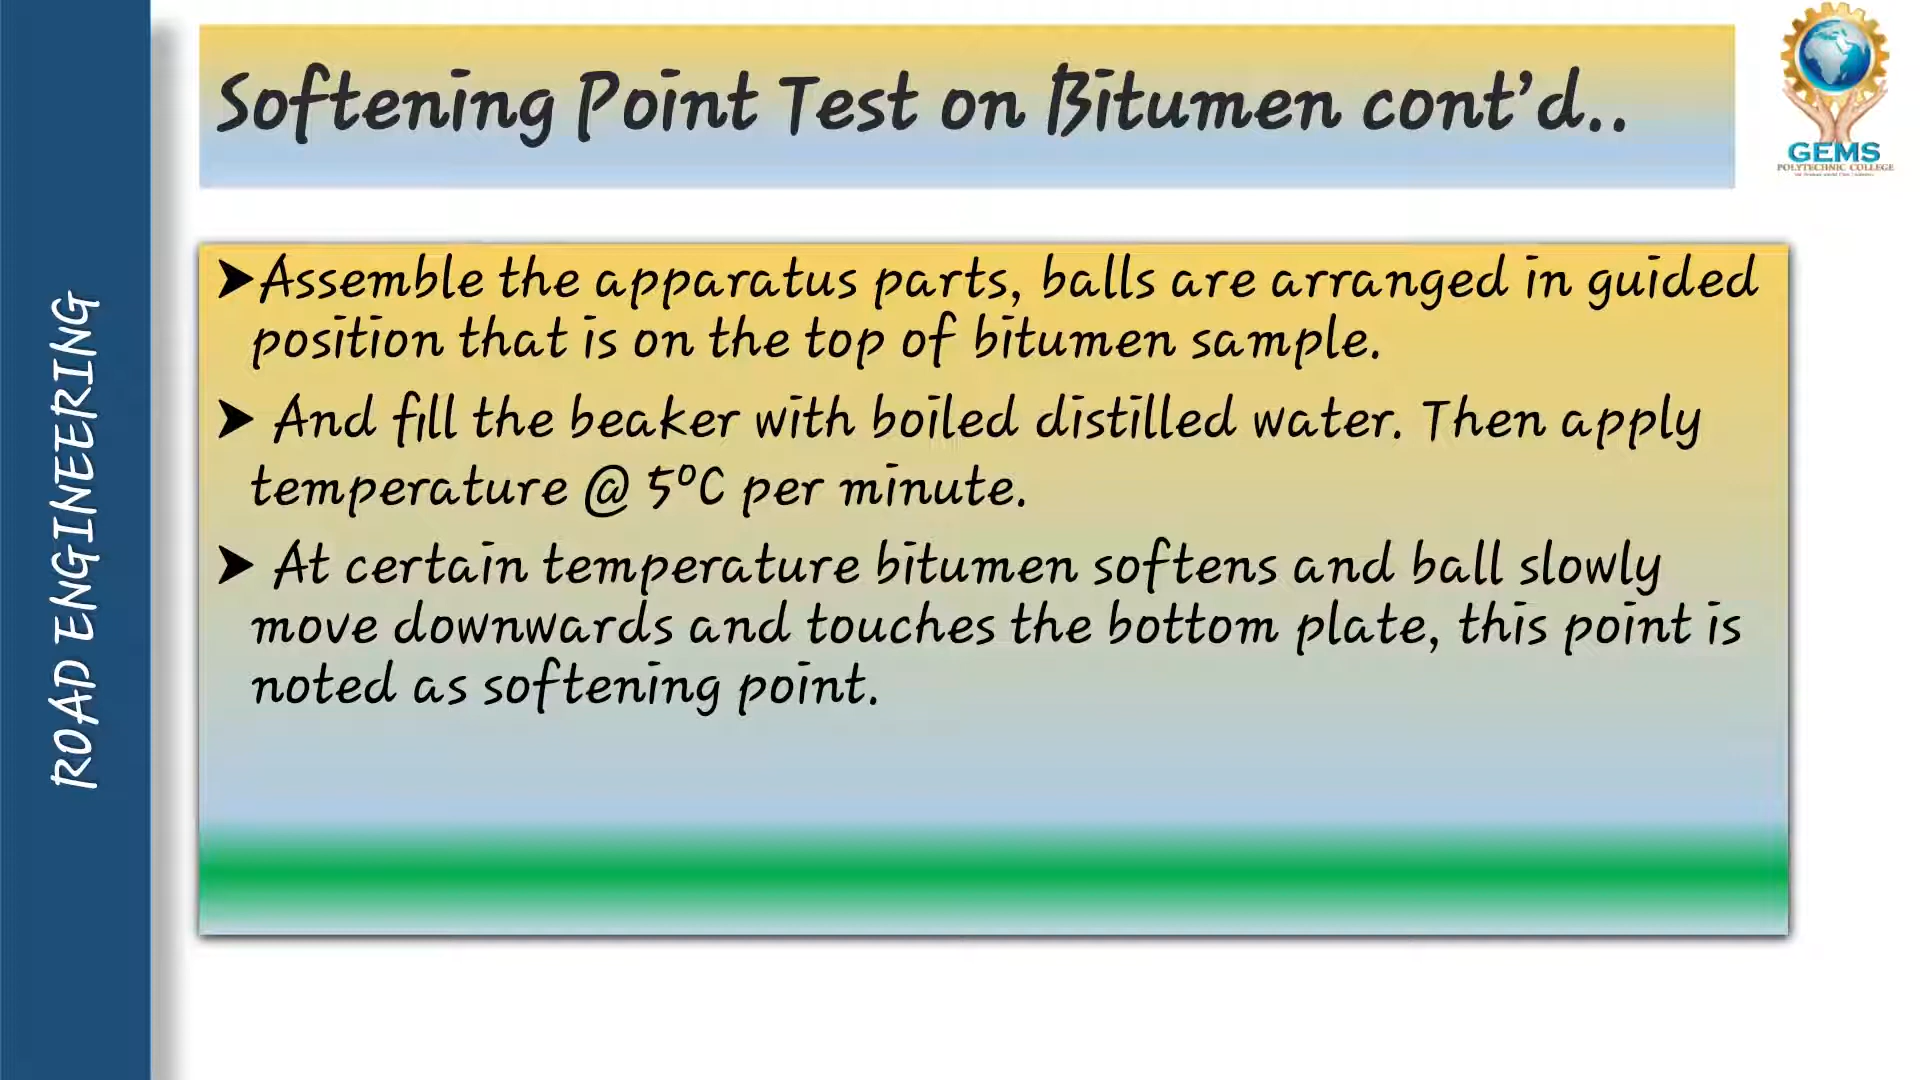 Softening Point Test on Bitumen cont’d..
GEMS
POLYTECHNIC COLLEGE
ROAD ENGINEERING
➤Assemble the apparatus parts, balls are arranged in guided
position that is on the top of bitumen sample.
➤ And fill the beaker with boiled distilled water. Then apply
temperature @ 5⁰C per minute.
➤ At certain temperature bitumen softens and ball slowly
move downwards and touches the bottom plate, this point is
noted as softening point.